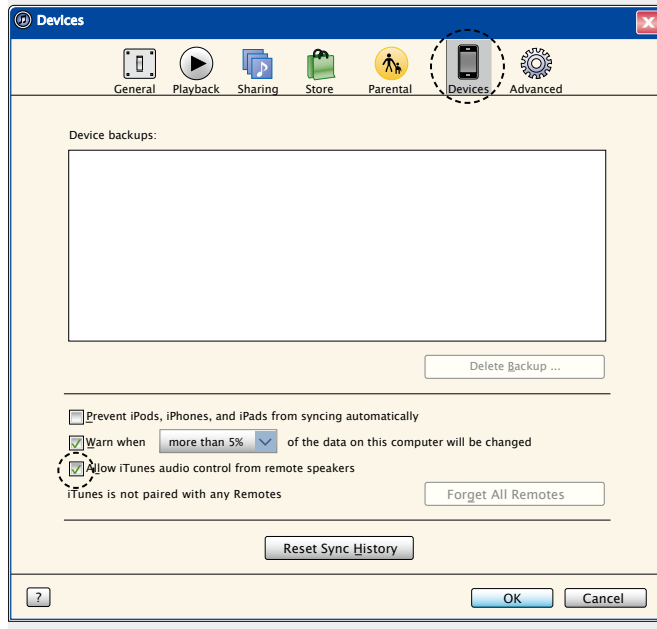 Devices
General Playback Sharing Store Parental Devices Advanced
Device backups:
Delete Backup ...
Prevent iPods, iPhones, and iPads from syncing automatically
Warn when more than 5% of the data on this computer will be changed
Allow iTunes audio control from remote speakers
iTunes is not paired with any Remotes Forget All Remotes
Reset Sync History
? OK Cancel